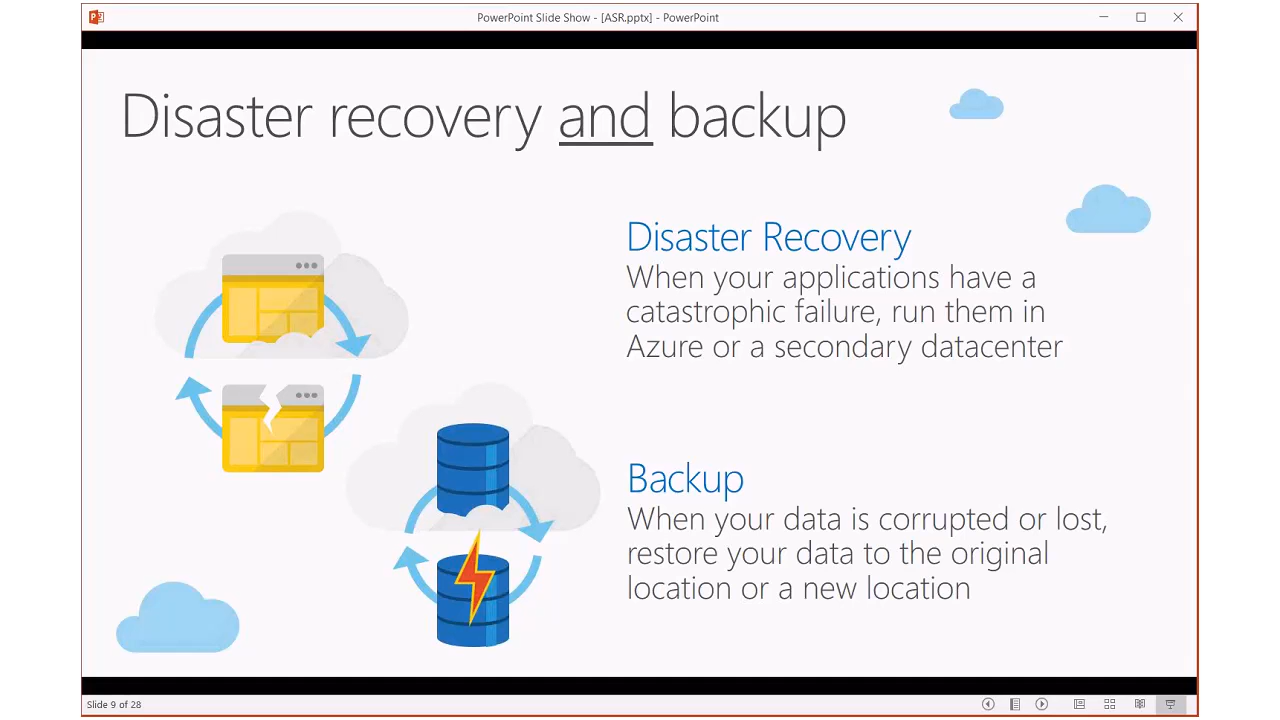 PowerPoint Slide Show - [ASR.pptx] - PowerPoint
Disaster recovery and backup
Disaster Recovery
When your applications have a
catastrophic failure, run them in
Azure or a secondary datacenter
Backup
When your data is corrupted or lost,
restore your data to the original
location or a new location
Slide 9 of 28